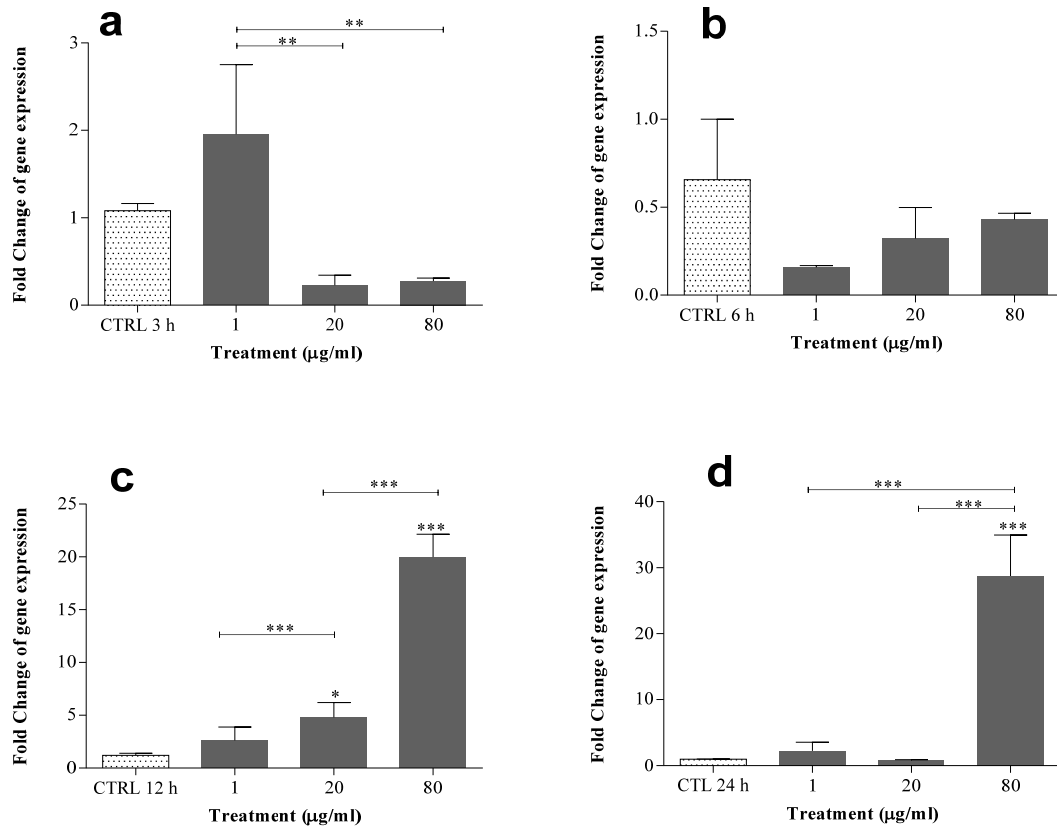 a
**
**
3
2
1
0
Fold Change of gene expression
CTRL 3 h
1
20
80
Treatment (µg/ml)
b
1.5
1.0
0.5
0.0
Fold Change of gene expression
CTRL 6 h
1
20
80
Treatment (µg/ml)
c
***
***
***
*
25
20
15
10
5
0
Fold Change of gene expression
CTRL 12 h
1
20
80
Treatment (µg/ml)
d
***
***
***
40
30
20
10
0
Fold Change of gene expression
CTL 24 h
1
20
80
Treatment (µg/ml)